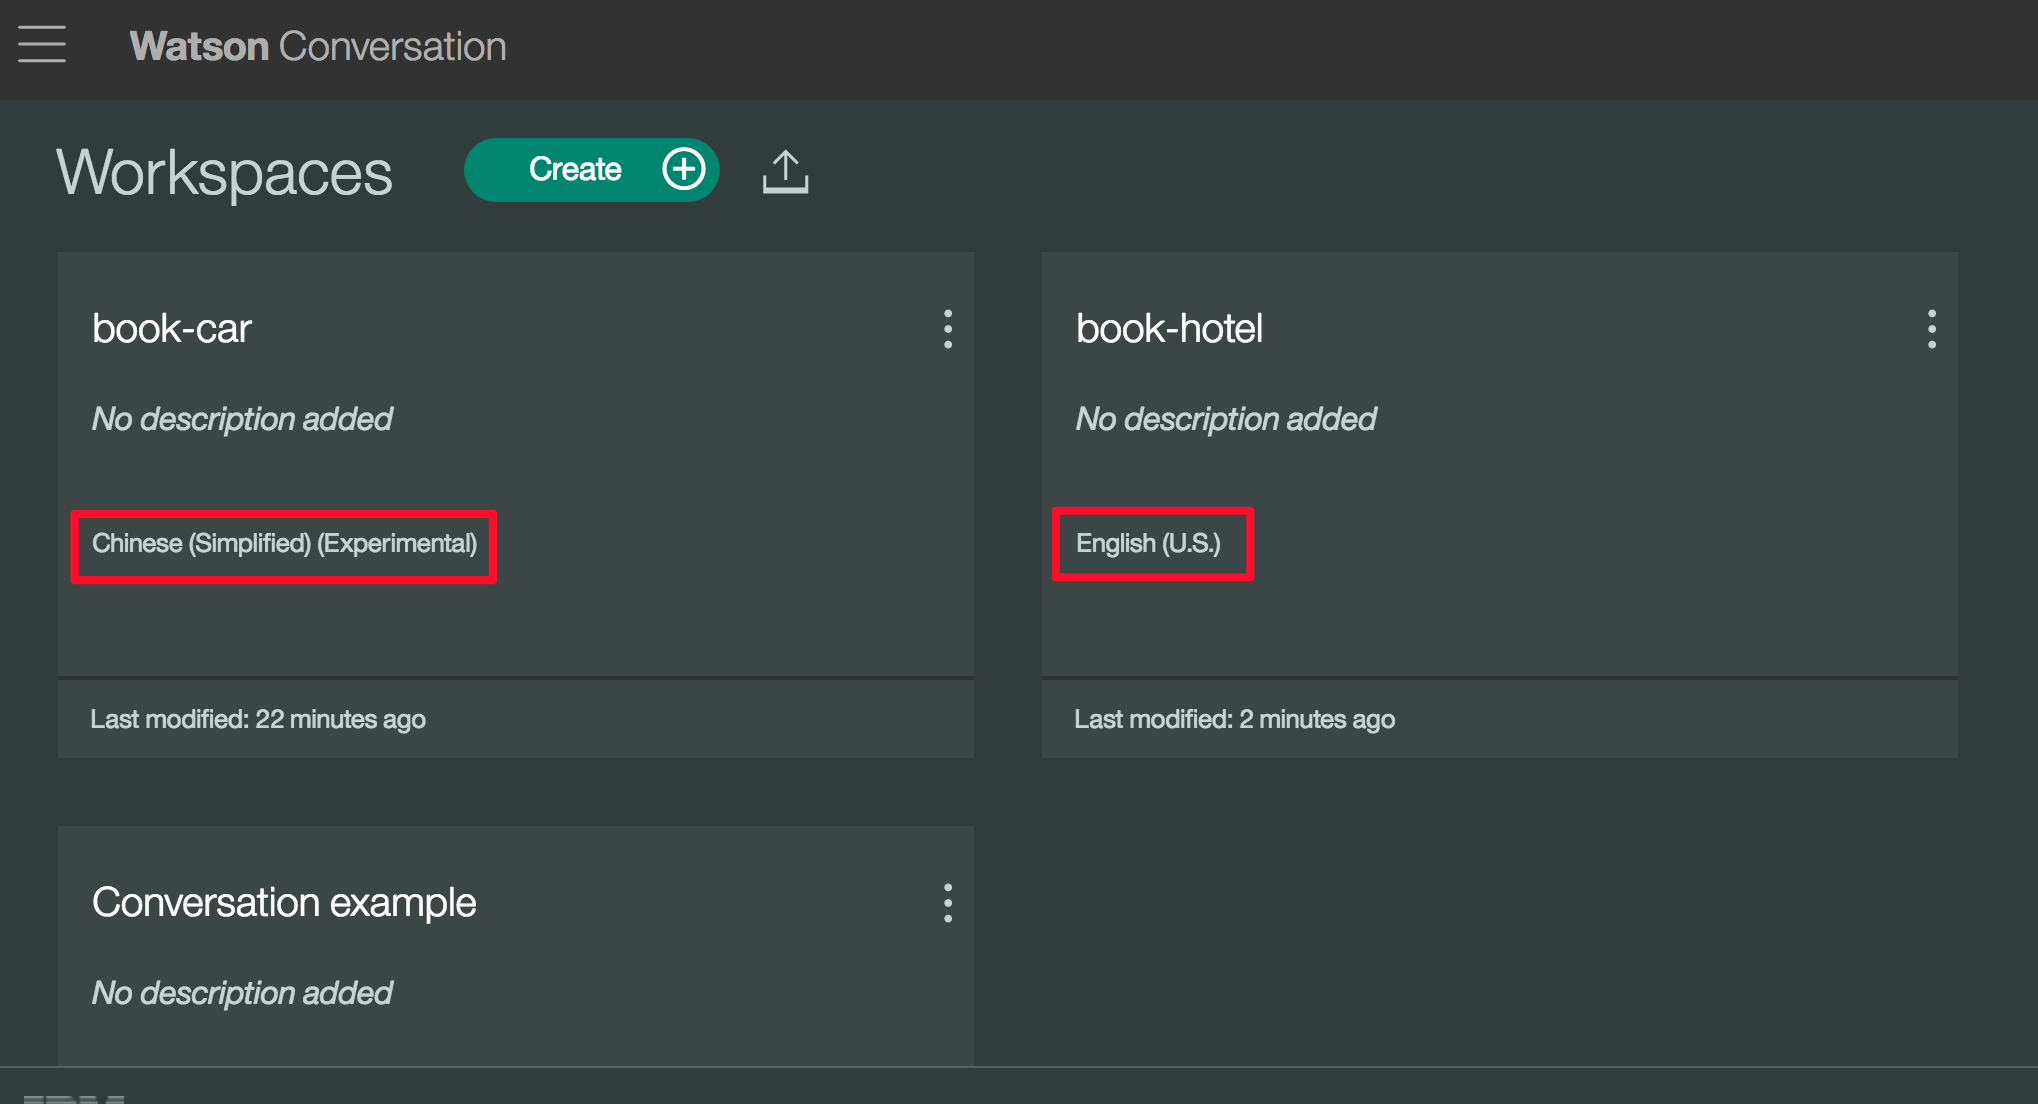 Watson Conversation
Workspaces
Create
book-car
No description added
Chinese (Simplified) (Experimental)
Last modified: 22 minutes ago
book-hotel
No description added
English (U.S.)
Last modified: 2 minutes ago
Conversation example
No description added